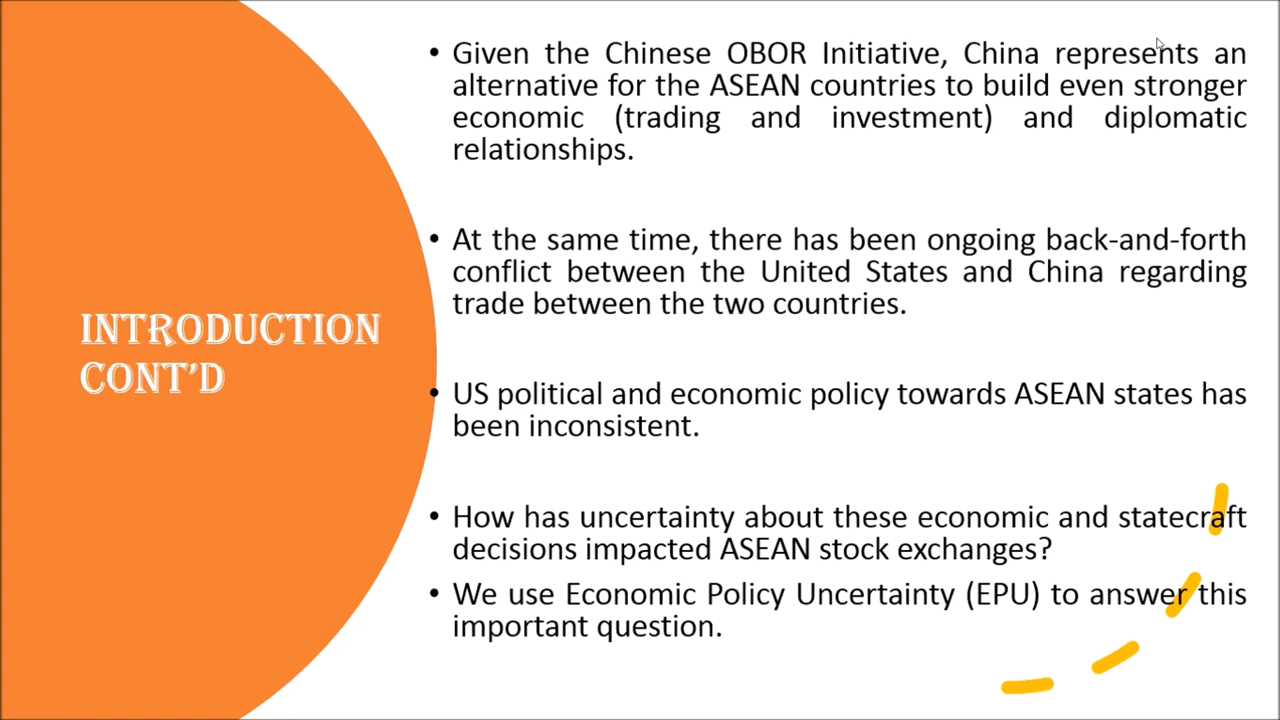 INTRODUCTION
CONT’D
• Given the Chinese OBOR Initiative, China represents an
alternative for the ASEAN countries to build even stronger
economic (trading and investment) and diplomatic
relationships.
• At the same time, there has been ongoing back-and-forth
conflict between the United States and China regarding
trade between the two countries.
• US political and economic policy towards ASEAN states has
been inconsistent.
• How has uncertainty about these economic and statecraft
decisions impacted ASEAN stock exchanges?
• We use Economic Policy Uncertainty (EPU) to answer this
important question.